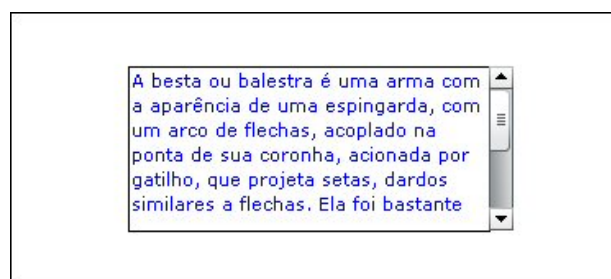 A besta ou balestra é uma arma com
a aparência de uma espingarda, com
um arco de flechas, acoplado na
ponta de sua coronha, acionada por
gatilho, que projeta setas, dardos
similares a flechas. Ela foi bastante